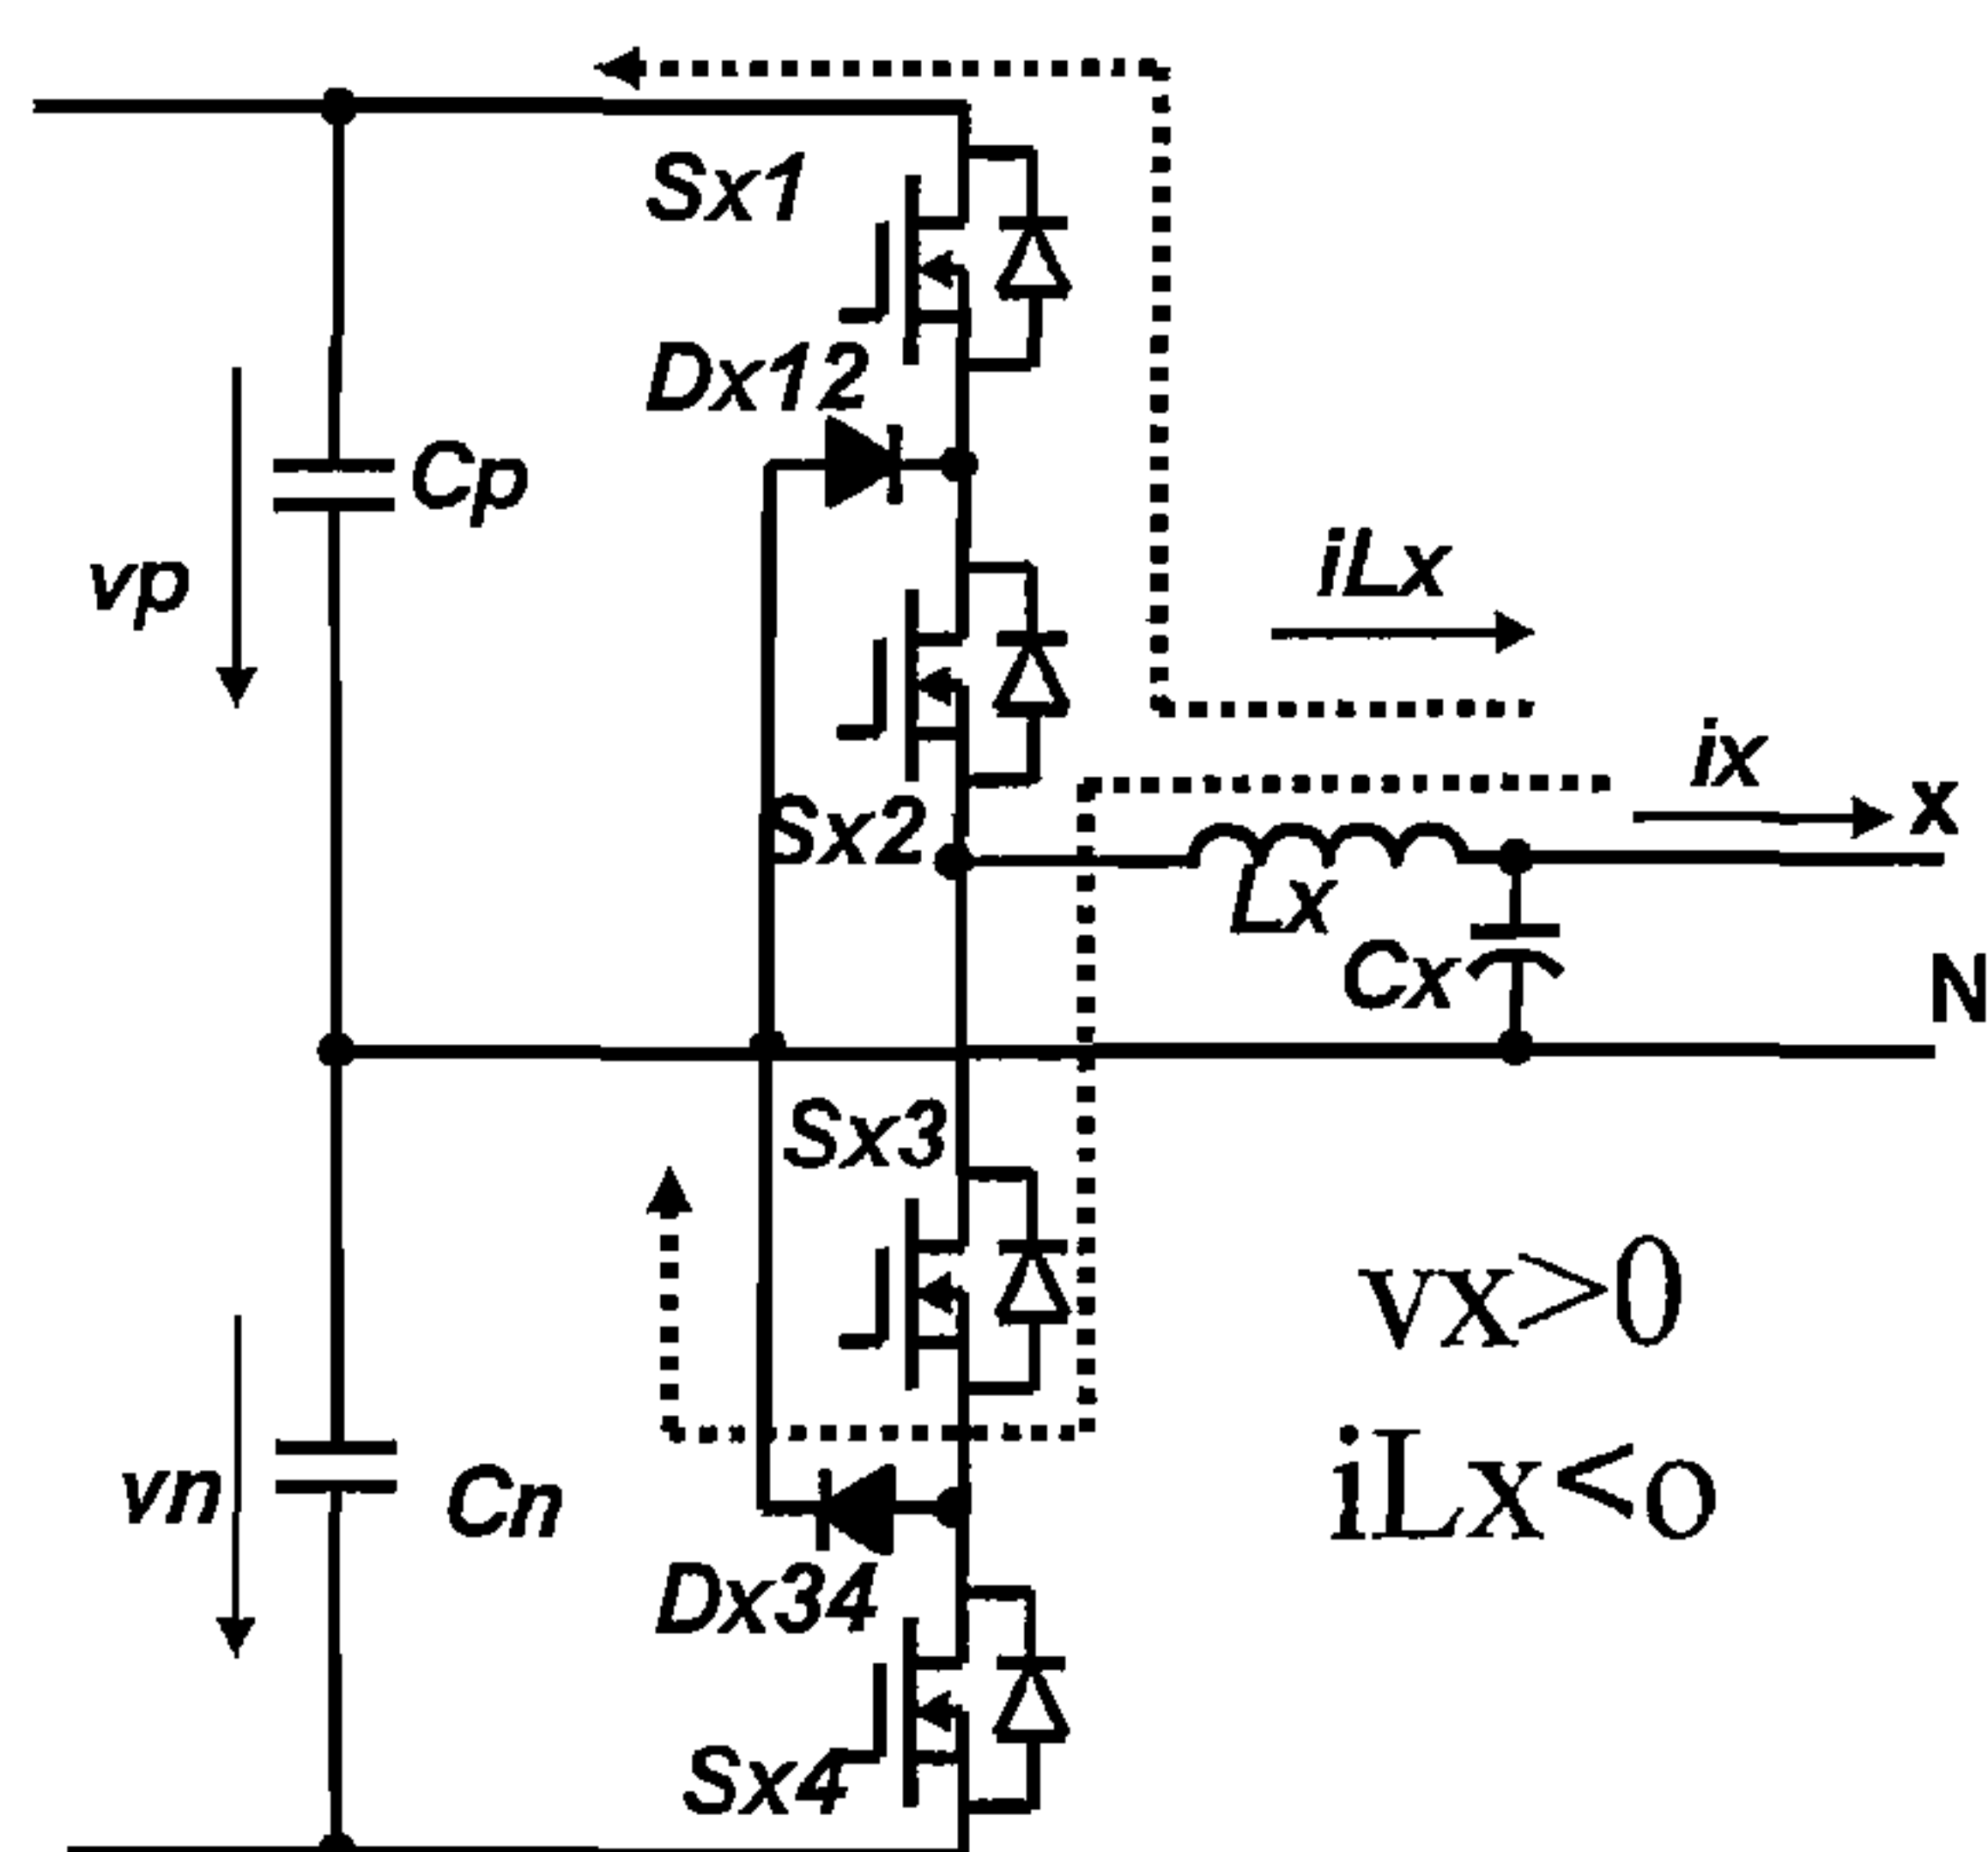 Sx1
Dx12
Cp
vp
iLx
ix
x
Sx2
Lx
Cx
N
Sx3
vx>0
iLx<o
vn
Cn
Dx34
Sx4